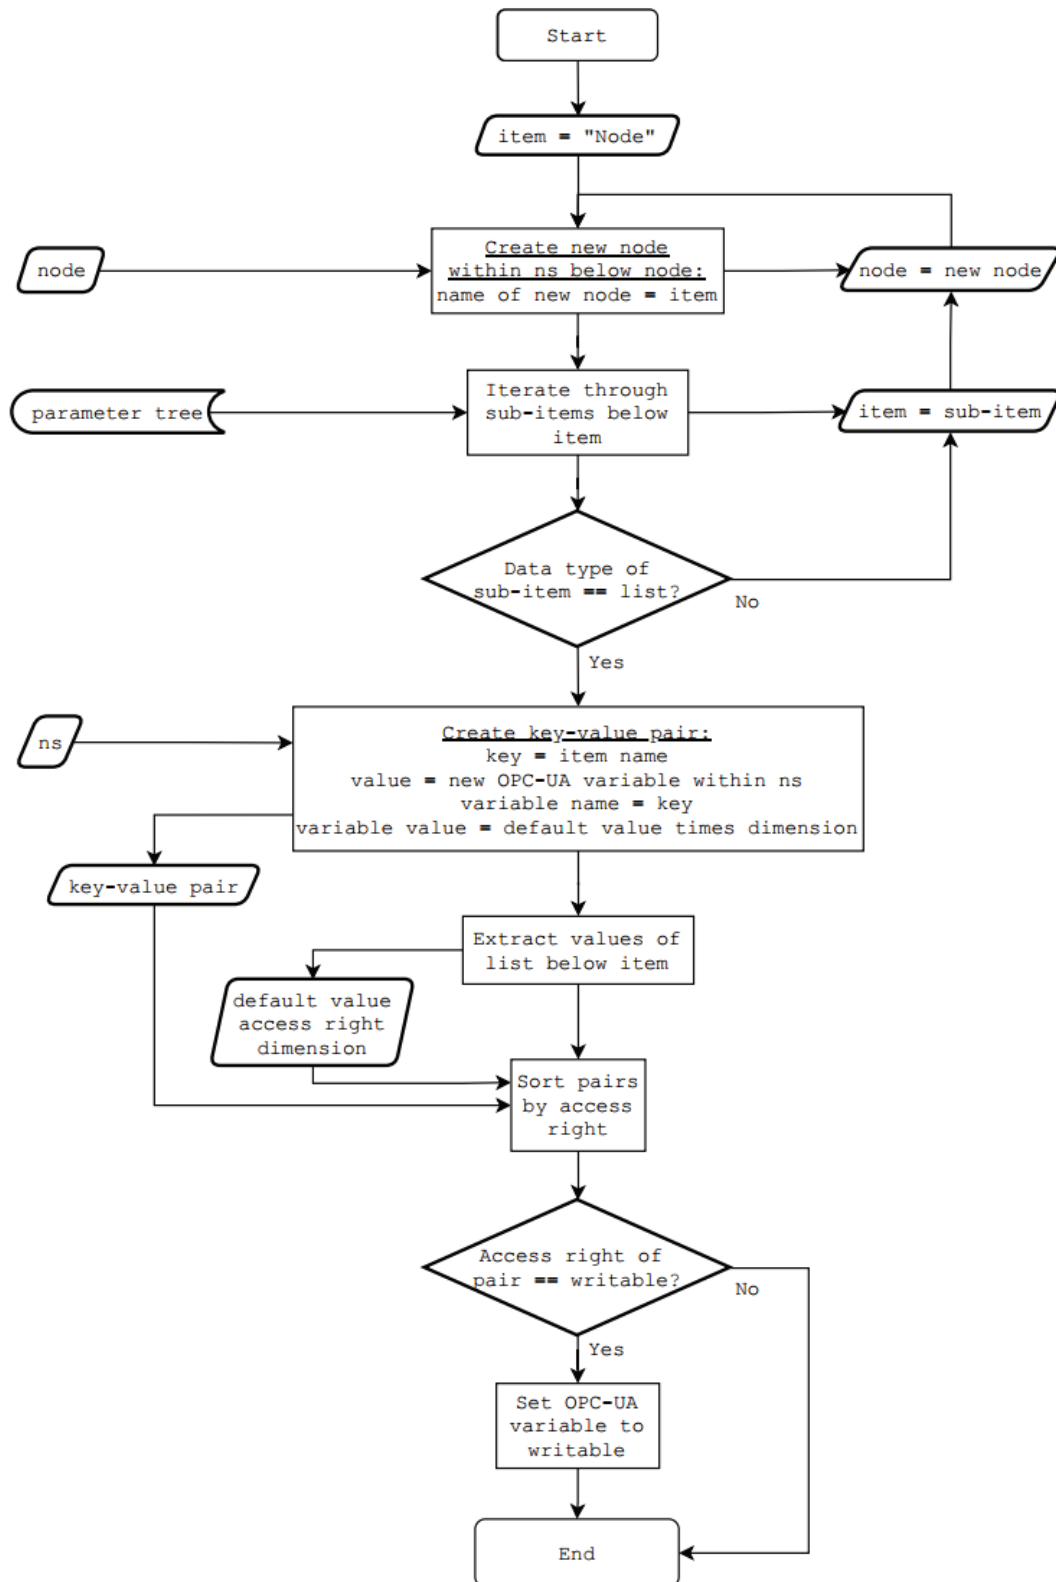 Start
item = "Node"
node
Create new node
within ns below node:
name of new node = item
node = new node
parameter tree
Iterate through
sub-items below
item
item = sub-item
Data type of
sub-item == list?
No
Yes
ns
Create key-value pair:
key = item name
value = new OPC-UA variable within ns
variable name = key
variable value = default value times dimension
key-value pair
Extract values of
list below item
default value
access right
dimension
Sort pairs
by access
right
Access right of
pair == writable?
No
Yes
Set OPC-UA
variable to
writable
End